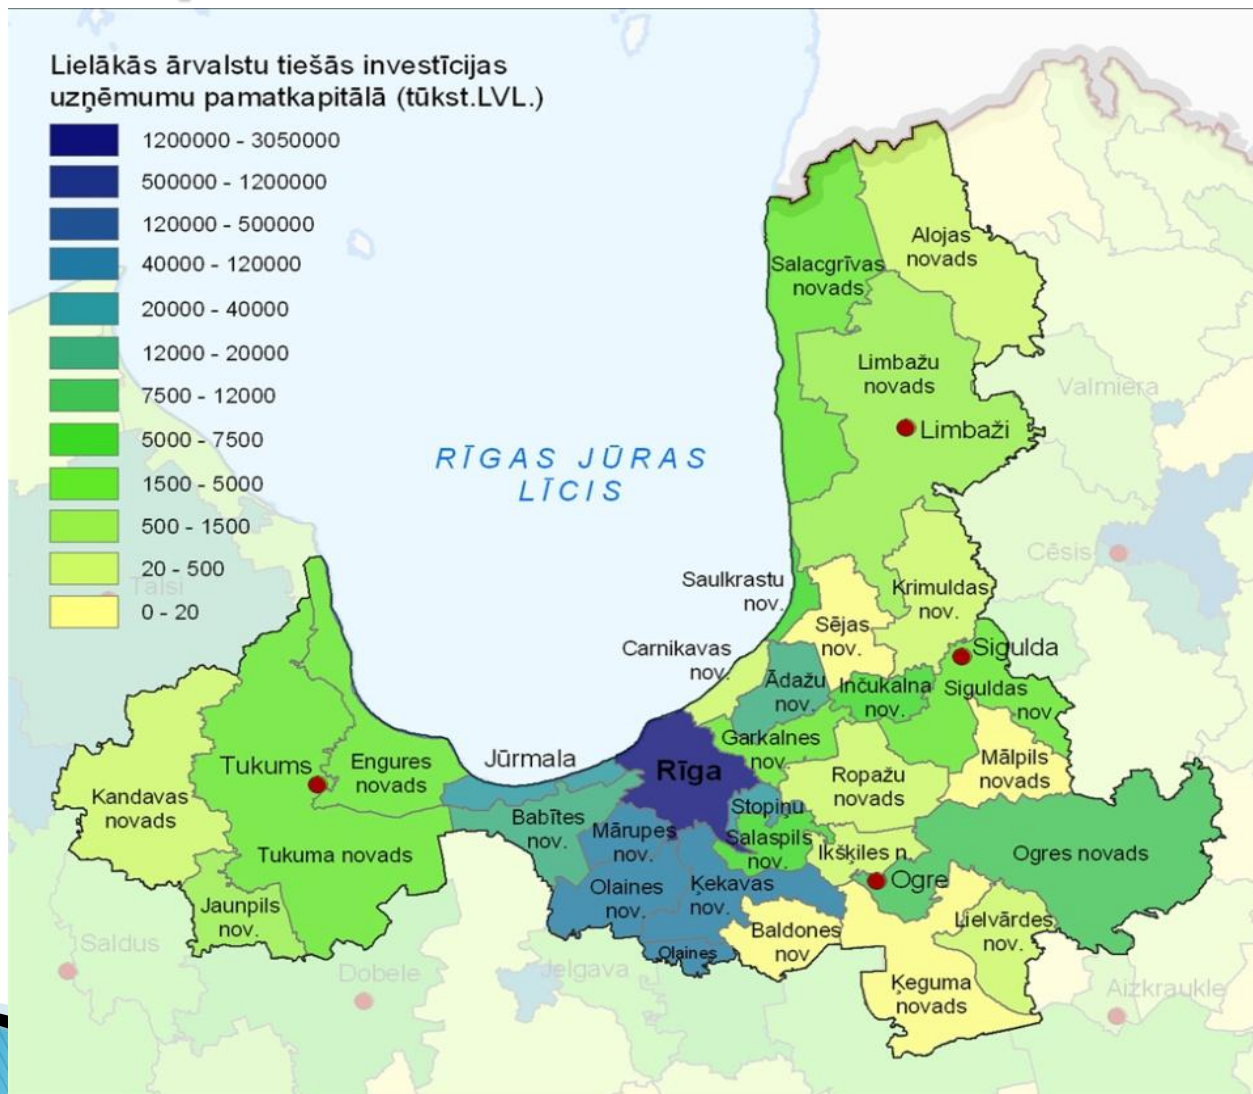 Lielākās ārvalstu tiešās investīcijas
uzņēmumu pamatkapitālā (tūkst.LVL.)
1200000 - 3050000
500000 - 1200000
120000 - 500000
40000 - 120000
20000 - 40000
12000 - 20000
7500 - 12000
5000 - 7500
1500 - 5000
500 - 1500
20 - 500
0 - 20
RĪGAS JŪRAS
LĪCIS
Alojas
novads
Salacgrīvas
novads
Limbažu
novads
Limbaži
Valmiera
Cēsis
Talsi
Saulkrastu
nov.
Krimuldas
nov.
Sējas
nov.
Carnikavas
nov.
Sigulda
Ādažu
nov.
Inčukalna
nov.
Siguldas
nov.
Garkalnes
nov.
Mālpils
novads
Ropažu
novads
Jūrmala
Rīga
Tukums
Engures
novads
Kandavas
novads
Babītes
nov.
Mārupes
nov.
Stopiņu
Salaspils
nov.
Tukuma novads
Ikšķiles n.
Ogres novads
Ogre
Olaines
nov.
Ķekavas
nov.
Jaunpils
nov.
Lielvārdes
nov.
Baldones
nov
Olaines
Ķeguma
novads
Saldus
Dobele
Jelgava
Aizkraukle